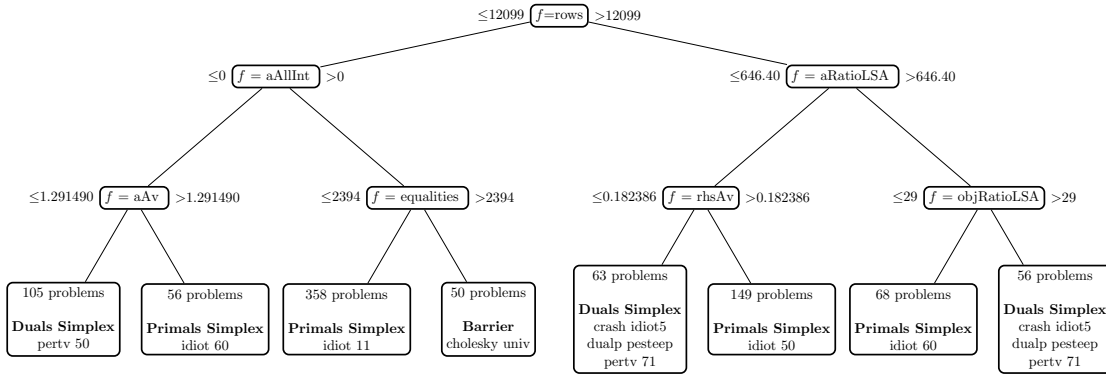 ≤12099 f=rows >12099
≤0 f = aAllInt >0
≤646.40 f = aRatioLSA >646.40
≤1.291490 f = aAv >1.291490
≤2394 f = equalities >2394
≤0.182386 f = rhsAv >0.182386
≤29 f = objRatioLSA >29
105 problems
Duals Simplex
pertv 50
56 problems
Primals Simplex
idiot 60
358 problems
Primals Simplex
idiot 11
50 problems
Barrier
cholesky univ
63 problems
Duals Simplex
crash idiot5
dualp pesteep
pertv 71
149 problems
Primals Simplex
idiot 50
68 problems
Primals Simplex
idiot 60
56 problems
Duals Simplex
crash idiot5
dualp pesteep
pertv 71